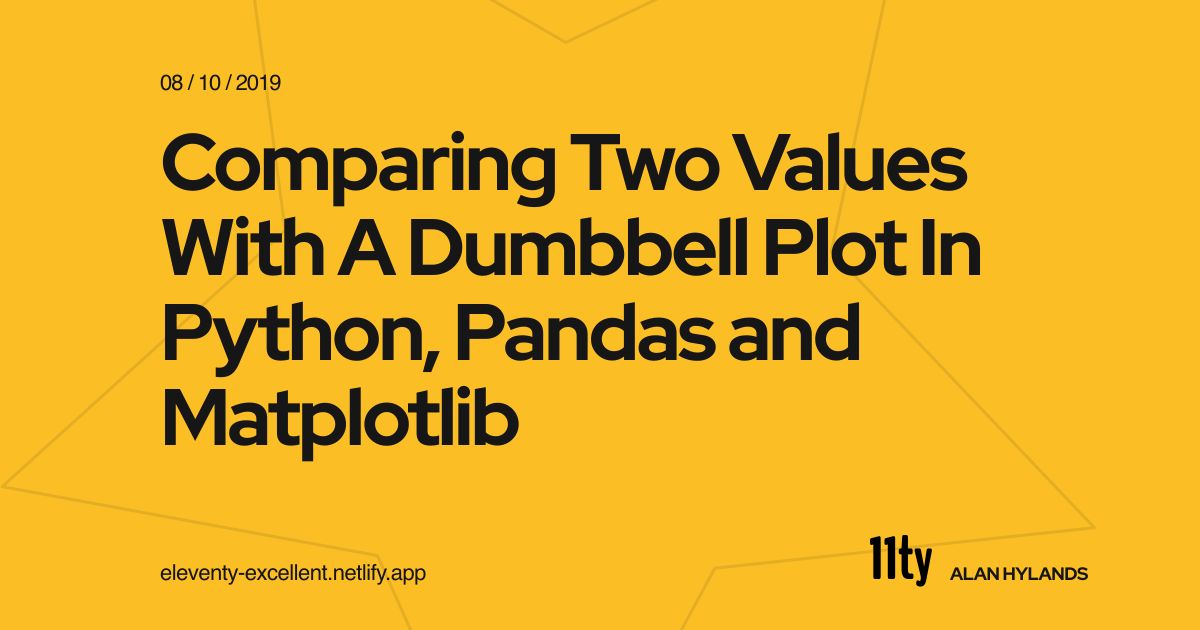 08 / 10 / 2019
Comparing Two Values
With A Dumbbell Plot In
Python, Pandas and
Matplotlib
eleventy-excellent.netlify.app
11ty ALAN HYLANDS